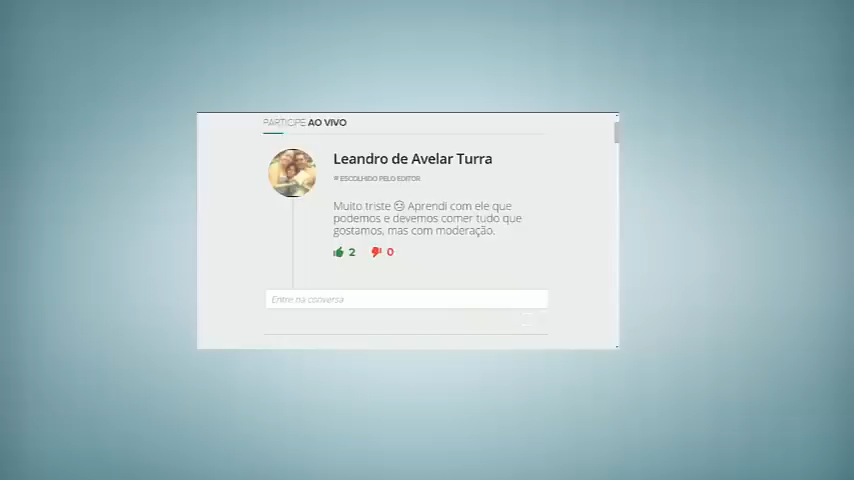 PARTICIPE AO VIVO
Leandro de Avelar Turra
ESCOLHIDO PELO EDITOR
Muito triste 😢 Aprendi com ele que
podemos e devemos comer tudo que
gostamos, mas com moderação.
2 0
Entre na conversa